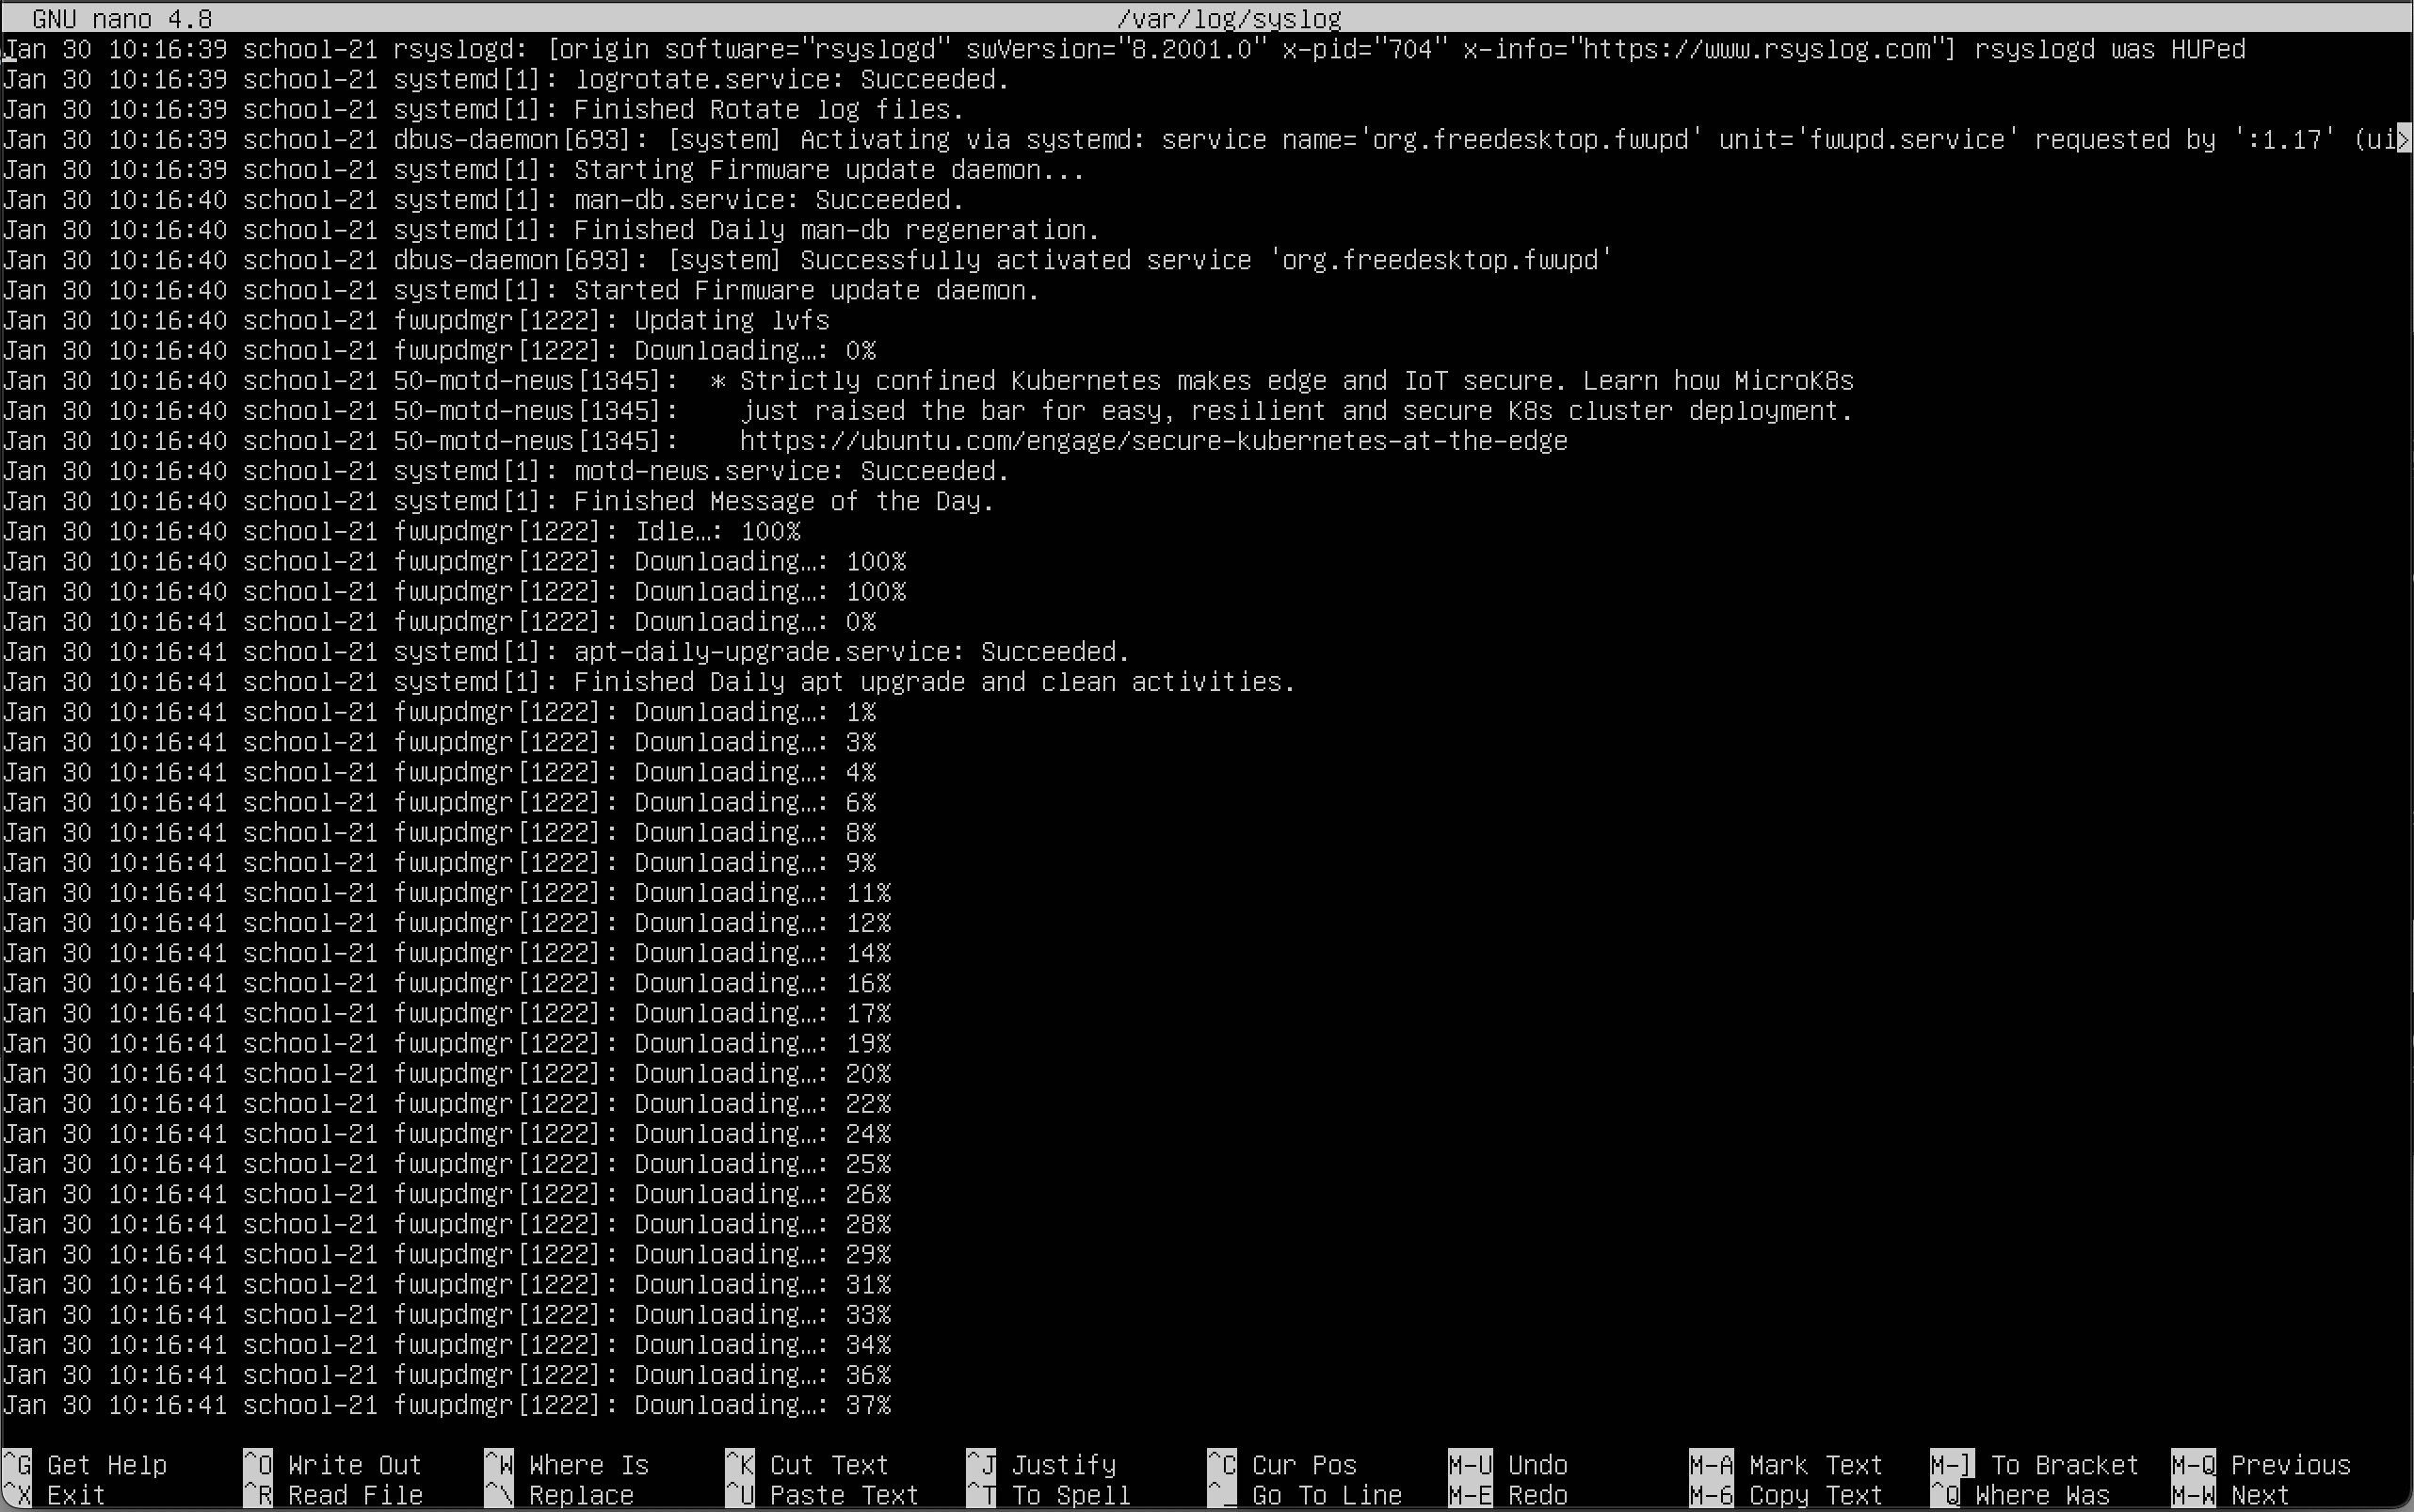 GNU nano 4.8 /var/log/syslog
Jan 30 10:16:39 school-21 rsyslogd: [origin software="rsyslogd" swVersion="8.2001.0" x-pid="704" x-info="https://www.rsyslog.com"] rsyslogd was HUPed
Jan 30 10:16:39 school-21 systemd[1]: logrotate.service: Succeeded.
Jan 30 10:16:39 school-21 systemd[1]: Finished Rotate log files.
Jan 30 10:16:39 school-21 dbus-daemon[693]: [system] Activating via systemd: service name='org.freedesktop.fwupd' unit='fwupd.service' requested by ':1.17' (ui>
Jan 30 10:16:39 school-21 systemd[1]: Starting Firmware update daemon...
Jan 30 10:16:40 school-21 systemd[1]: man-db.service: Succeeded.
Jan 30 10:16:40 school-21 systemd[1]: Finished Daily man-db regeneration.
Jan 30 10:16:40 school-21 dbus-daemon[693]: [system] Successfully activated service 'org.freedesktop.fwupd'
Jan 30 10:16:40 school-21 systemd[1]: Started Firmware update daemon.
Jan 30 10:16:40 school-21 fwupdmgr[1222]: Updating lvfs
Jan 30 10:16:40 school-21 fwupdmgr[1222]: Downloading…: 0%
Jan 30 10:16:40 school-21 50-motd-news[1345]:  * Strictly confined Kubernetes makes edge and IoT secure. Learn how MicroK8s
Jan 30 10:16:40 school-21 50-motd-news[1345]:    just raised the bar for easy, resilient and secure K8s cluster deployment.
Jan 30 10:16:40 school-21 50-motd-news[1345]:    https://ubuntu.com/engage/secure-kubernetes-at-the-edge
Jan 30 10:16:40 school-21 systemd[1]: motd-news.service: Succeeded.
Jan 30 10:16:40 school-21 systemd[1]: Finished Message of the Day.
Jan 30 10:16:40 school-21 fwupdmgr[1222]: Idle…: 100%
Jan 30 10:16:40 school-21 fwupdmgr[1222]: Downloading…: 100%
Jan 30 10:16:40 school-21 fwupdmgr[1222]: Downloading…: 100%
Jan 30 10:16:41 school-21 fwupdmgr[1222]: Downloading…: 0%
Jan 30 10:16:41 school-21 systemd[1]: apt-daily-upgrade.service: Succeeded.
Jan 30 10:16:41 school-21 systemd[1]: Finished Daily apt upgrade and clean activities.
Jan 30 10:16:41 school-21 fwupdmgr[1222]: Downloading…: 1%
Jan 30 10:16:41 school-21 fwupdmgr[1222]: Downloading…: 3%
Jan 30 10:16:41 school-21 fwupdmgr[1222]: Downloading…: 4%
Jan 30 10:16:41 school-21 fwupdmgr[1222]: Downloading…: 6%
Jan 30 10:16:41 school-21 fwupdmgr[1222]: Downloading…: 8%
Jan 30 10:16:41 school-21 fwupdmgr[1222]: Downloading…: 9%
Jan 30 10:16:41 school-21 fwupdmgr[1222]: Downloading…: 11%
Jan 30 10:16:41 school-21 fwupdmgr[1222]: Downloading…: 12%
Jan 30 10:16:41 school-21 fwupdmgr[1222]: Downloading…: 14%
Jan 30 10:16:41 school-21 fwupdmgr[1222]: Downloading…: 16%
Jan 30 10:16:41 school-21 fwupdmgr[1222]: Downloading…: 17%
Jan 30 10:16:41 school-21 fwupdmgr[1222]: Downloading…: 19%
Jan 30 10:16:41 school-21 fwupdmgr[1222]: Downloading…: 20%
Jan 30 10:16:41 school-21 fwupdmgr[1222]: Downloading…: 22%
Jan 30 10:16:41 school-21 fwupdmgr[1222]: Downloading…: 24%
Jan 30 10:16:41 school-21 fwupdmgr[1222]: Downloading…: 25%
Jan 30 10:16:41 school-21 fwupdmgr[1222]: Downloading…: 26%
Jan 30 10:16:41 school-21 fwupdmgr[1222]: Downloading…: 28%
Jan 30 10:16:41 school-21 fwupdmgr[1222]: Downloading…: 29%
Jan 30 10:16:41 school-21 fwupdmgr[1222]: Downloading…: 31%
Jan 30 10:16:41 school-21 fwupdmgr[1222]: Downloading…: 33%
Jan 30 10:16:41 school-21 fwupdmgr[1222]: Downloading…: 34%
Jan 30 10:16:41 school-21 fwupdmgr[1222]: Downloading…: 36%
Jan 30 10:16:41 school-21 fwupdmgr[1222]: Downloading…: 37%
^G Get Help ^O Write Out ^W Where Is ^K Cut Text ^J Justify ^C Cur Pos M-U Undo M-A Mark Text M-] To Bracket M-Q Previous
^X Exit ^R Read File ^\ Replace ^U Paste Text ^T To Spell ^_ Go To Line M-E Redo M-6 Copy Text ^Q Where Was M-W Next